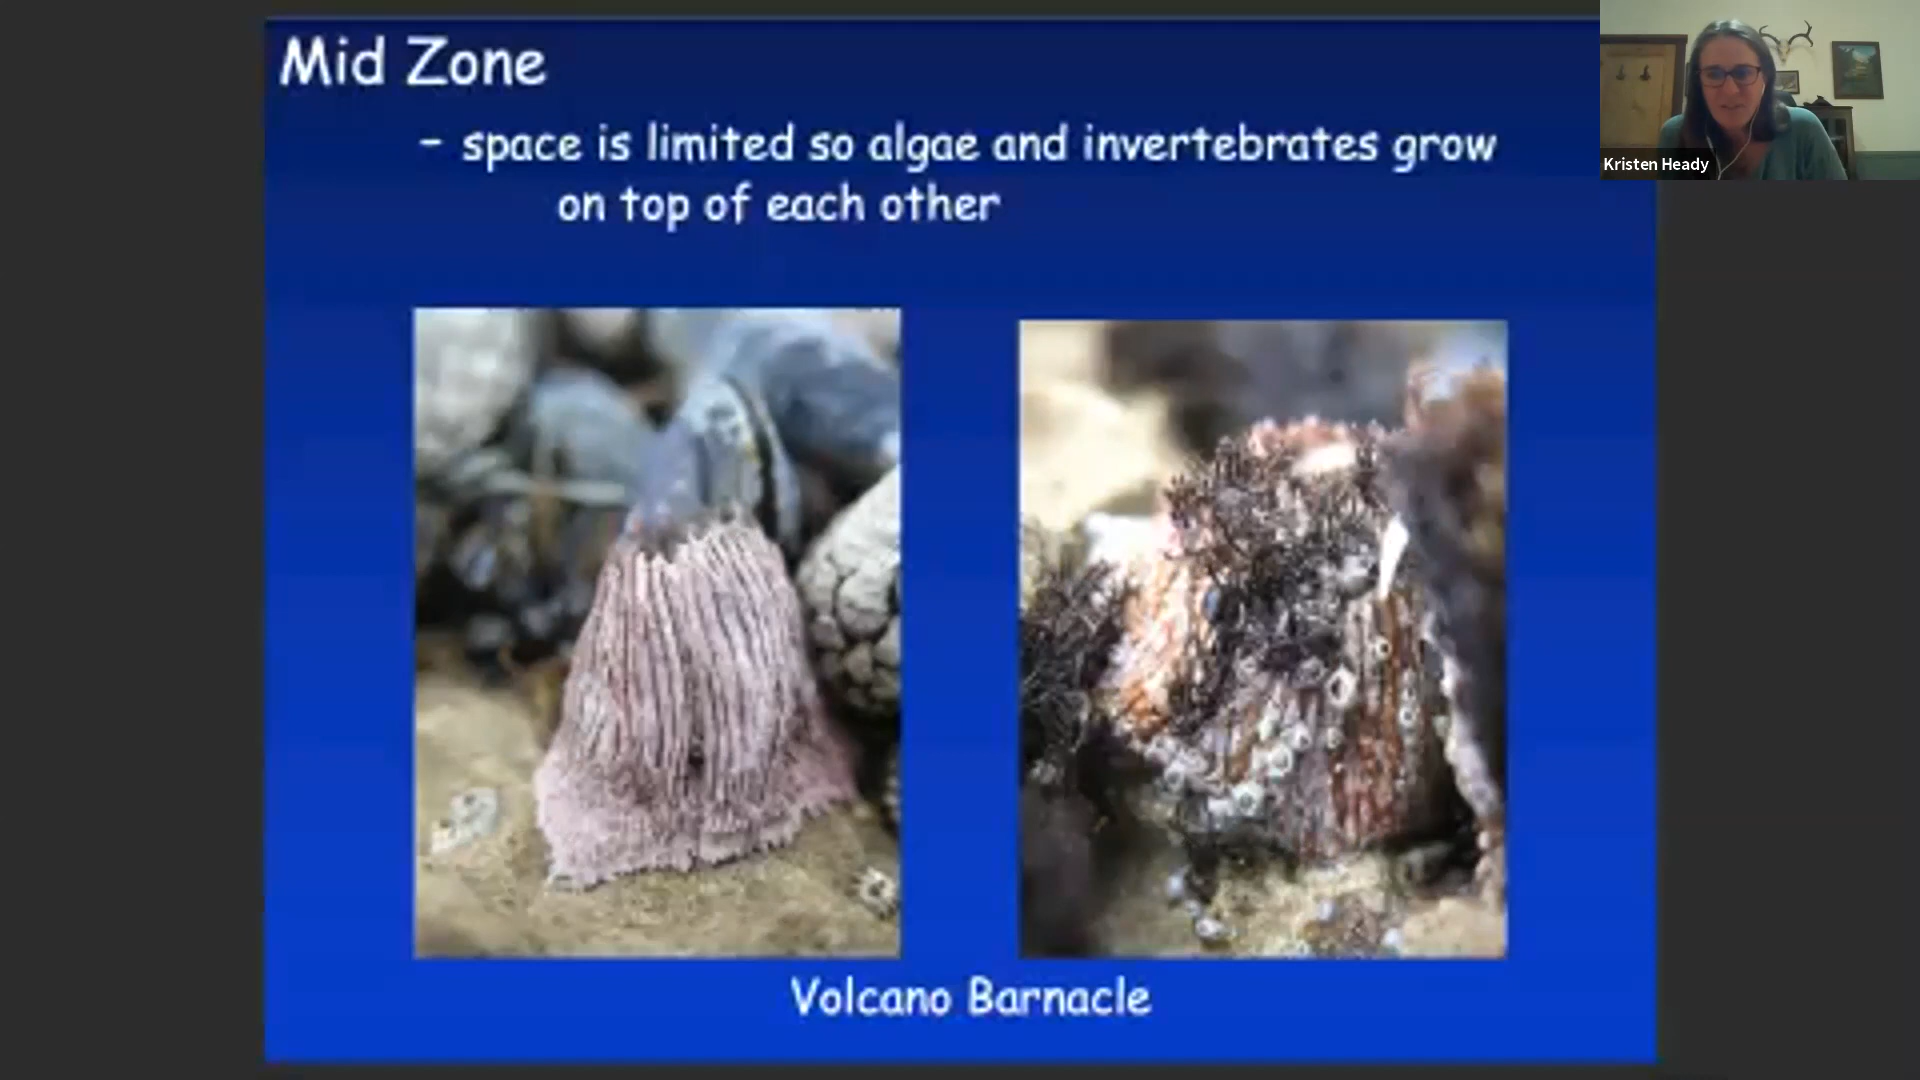 Mid Zone
– space is limited so algae and invertebrates grow
on top of each other
Volcano Barnacle
Kristen Heady